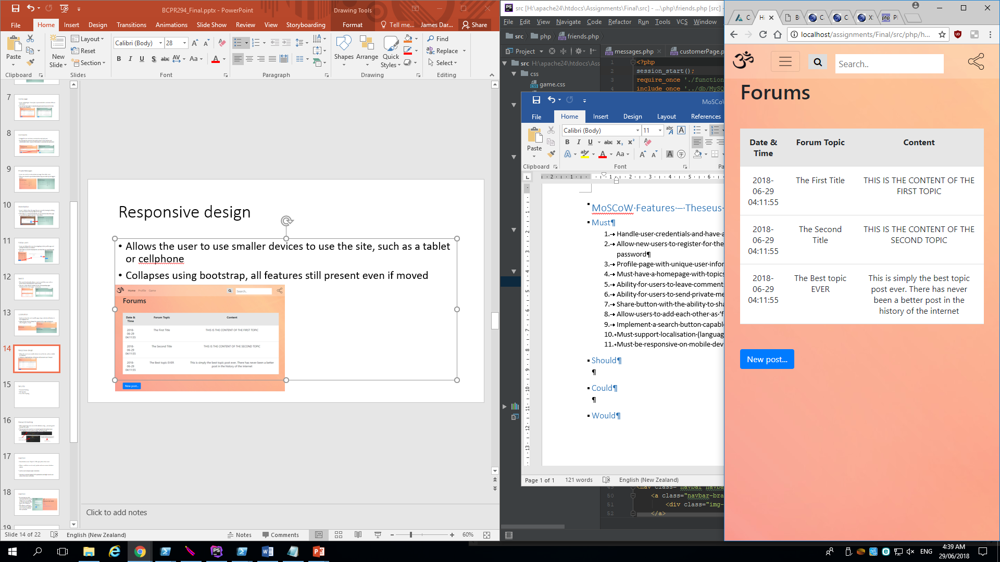 BCPR294_Final.pptx - PowerPoint
Drawing Tools
File
Home
Insert
Design
Transitions
Animations
Slide Show
Review
View
Storyboarding
Format
Tell me...
James Dar...
Share
Paste
New
Slide
Layout
Reset
Section
Calibri (Body)
28
Shapes
Arrange
Quick
Styles
Find
Replace
Select
Clipboard
Slides
Font
Paragraph
Drawing
Editing
7
8
9
10
11
12
13
14
15
16
17
18
19
Responsive design
• Allows the user to use smaller devices to use the site, such as a tablet
or cellphone
• Collapses using bootstrap, all features still present even if moved
Home Profile Game
Search..
Forums
Date &
Time
Forum Topic
Content
2018-
06-29
04:11:55
The First Title
THIS IS THE CONTENT OF THE FIRST TOPIC
2018-
06-29
04:11:55
The Second Title
THIS IS THE CONTENT OF THE SECOND TOPIC
2018-
06-29
04:11:55
The Best topic EVER
This is simply the best topic post ever. There has never been a better
post in the history of the internet
New post...
Click to add notes
Slide 14 of 22
English (New Zealand)
Notes
Comments
60%
src [H:\apache24\htdocs\Assignments\Final\src] - ...\php\friends.php [src] -
File Edit View Navigate Code Refactor Run Tools VCS Window
src
php
friends.php
Project
messages.php
customerPage.p
src H:\apache24\htdocs\Ass
css
game.css
1 <?php
2 session_start();
3 require_once './function
4 include_once '../db/MySQ
MoSCoW
File
Home
Insert
Design
Layout
References
Calibri (Body)
11
Paste
Clipboard
Font
Pa
MoSCoW·Features·–·Theseus·
Must¶
1.→Handle·user·credentials·and·have·a
2.→Allow·new·users·to·register·for·the
password¶
3.→Profile·page·with·unique·user·infor
4.→Must·have·a·homepage·with·topics
5.→Ability·for·users·to·leave·comment
6.→Ability·for·users·to·send·private·me
7.→Share·button·with·the·ability·to·sha
8.→Allow·users·to·add·each·other·as·‘f
9.→Implement·a·search·button·capabl
10.→Must·support·localisation·(languag
11.→Must·be·responsive·on·mobile·dev
Should¶
¶
Could¶
¶
Would¶
Page 1 of 1
121 words
English (New Zealand)
49 <nav class="navbar navba
50 <a class="navbar-bra
51 <div class="img-
52 </a>
localhost/assignments/Final/src/php/h...
Search..
Forums
Date &
Time
Forum Topic
Content
2018-
06-29
04:11:55
The First Title
THIS IS THE CONTENT OF THE
FIRST TOPIC
2018-
06-29
04:11:55
The Second
Title
THIS IS THE CONTENT OF THE
SECOND TOPIC
2018-
06-29
04:11:55
The Best topic
EVER
This is simply the best topic
post ever. There has never
been a better post in the
history of the internet
New post...
ENG
4:39 AM
29/06/2018